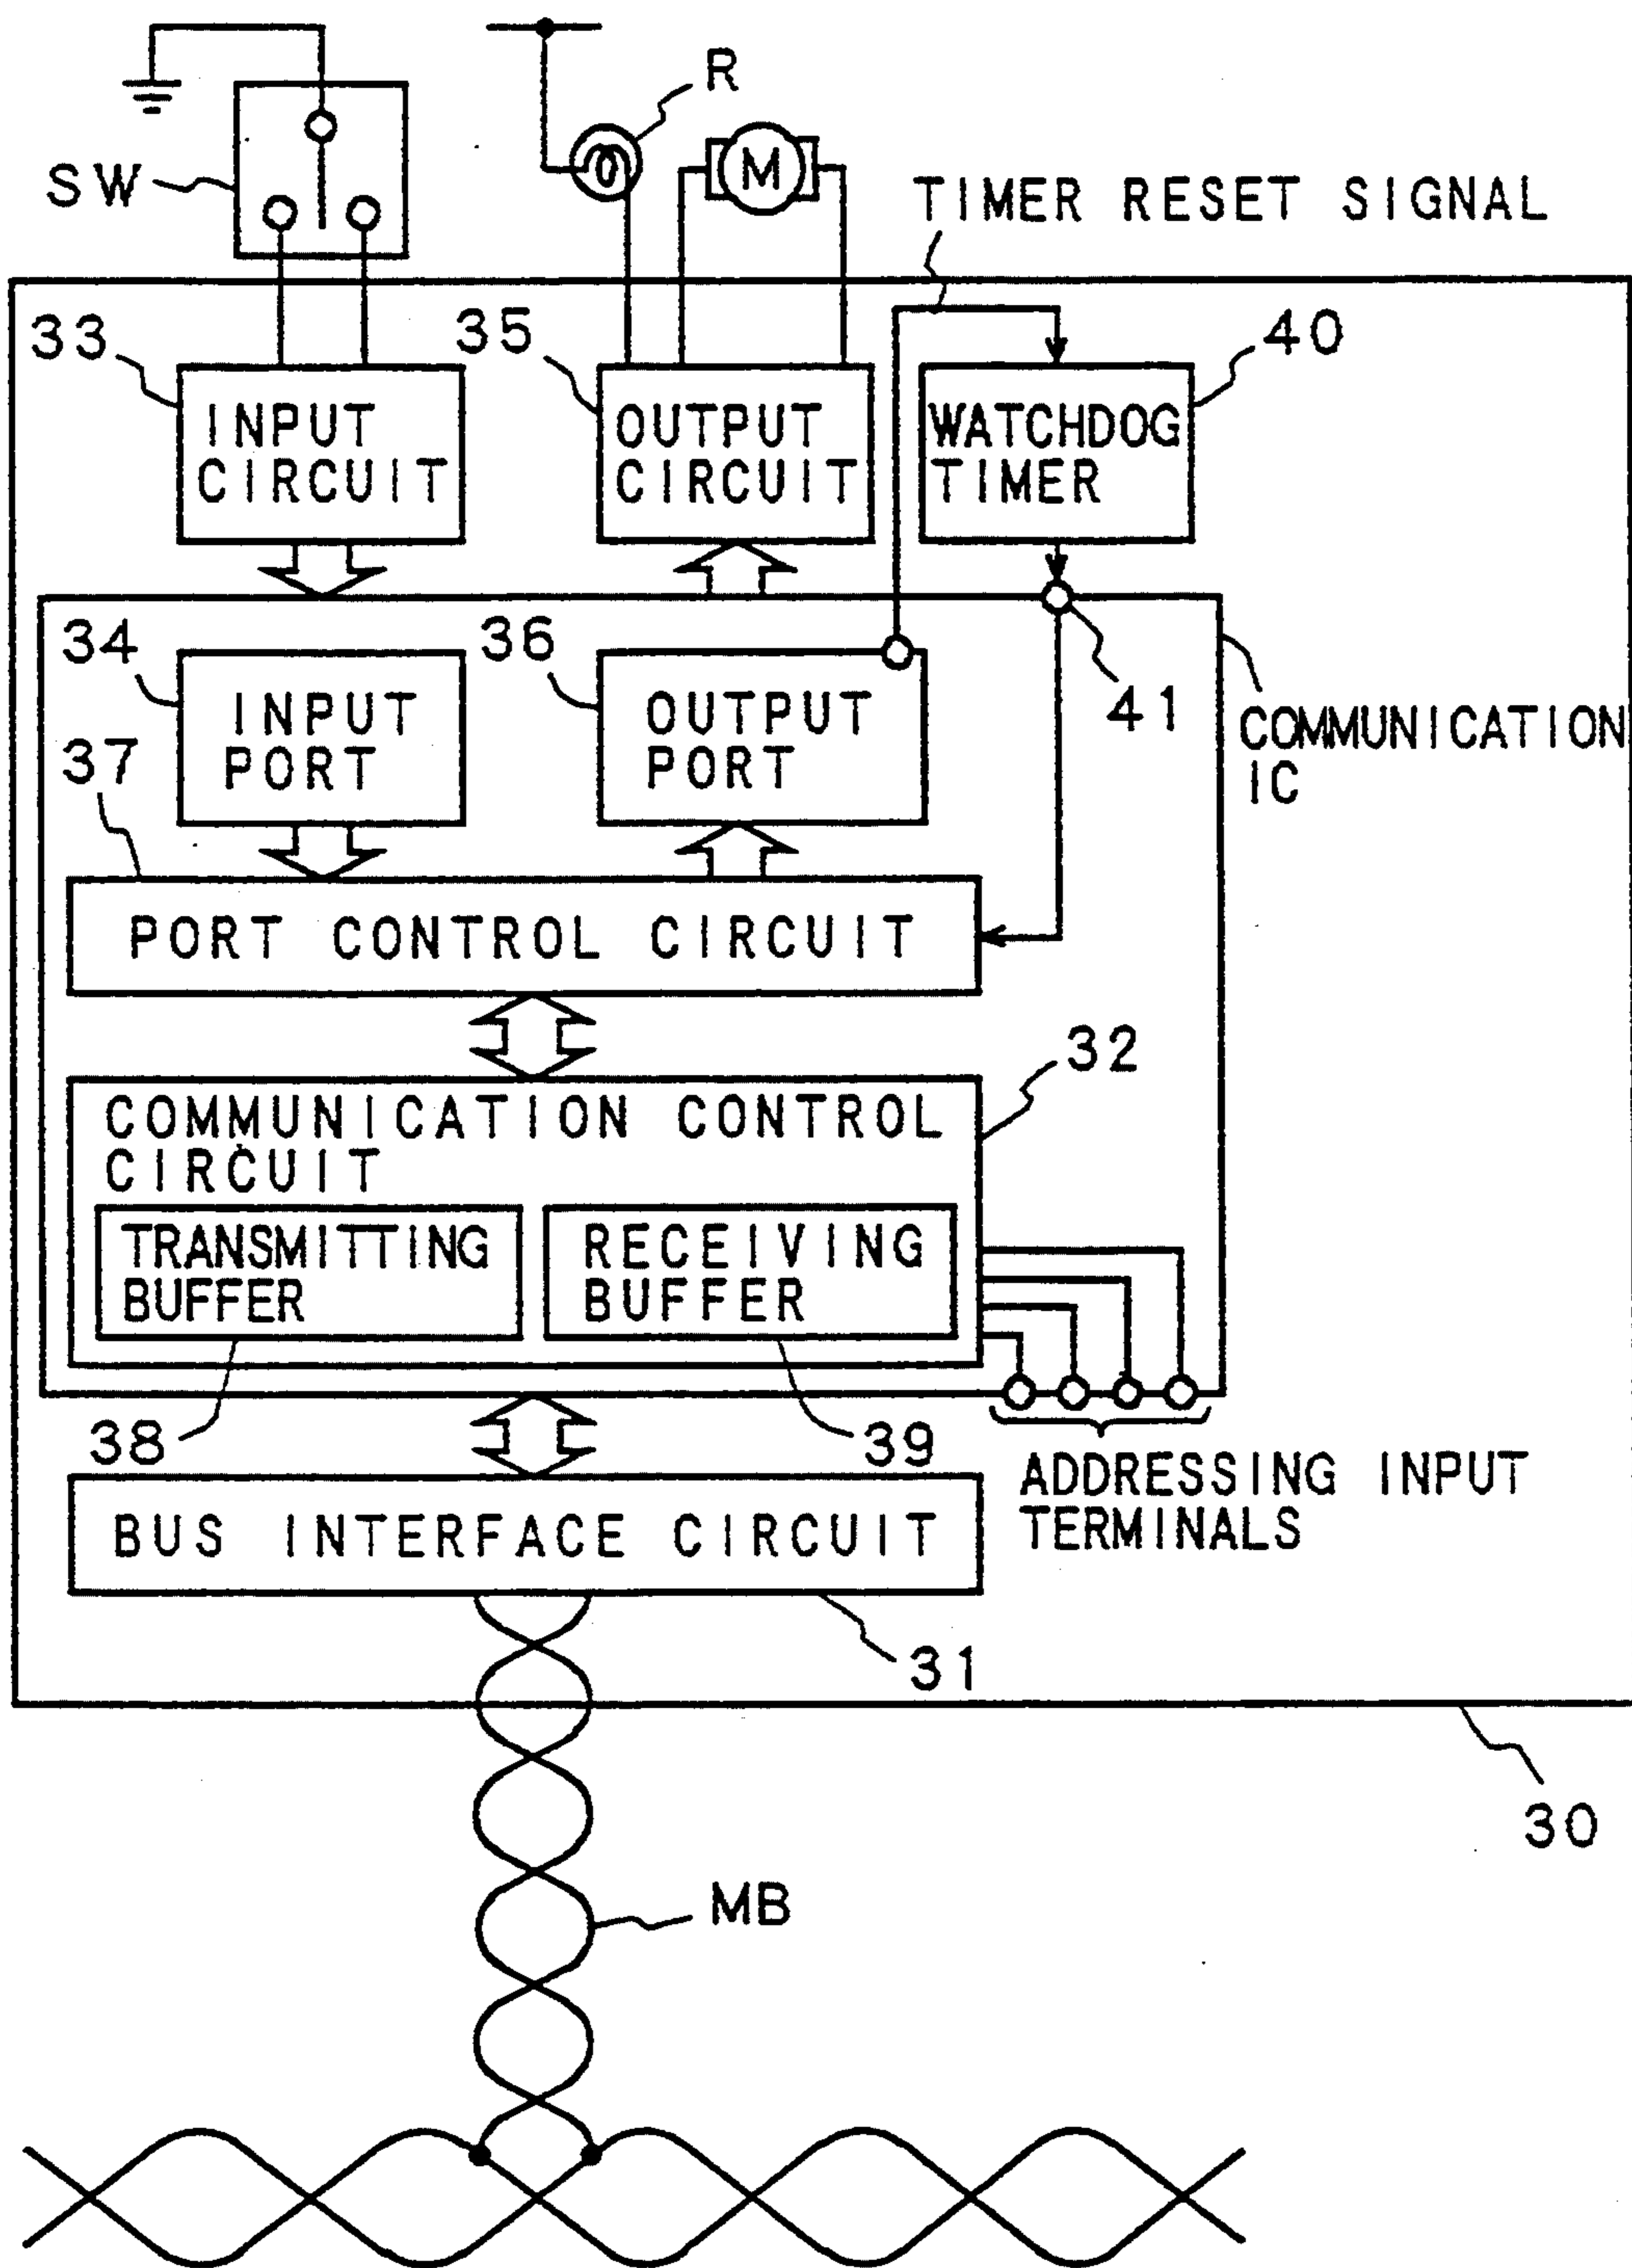 R
M
SW
TIMER RESET SIGNAL
33
35
40
INPUT
CIRCUIT
OUTPUT
CIRCUIT
WATCHDOG
TIMER
34
36
41
INPUT
PORT
OUTPUT
PORT
COMMUNICATION
IC
37
PORT CONTROL CIRCUIT
32
COMMUNICATION CONTROL
CIRCUIT
TRANSMITTING
BUFFER
RECEIVING
BUFFER
38
39
ADDRESSING INPUT
TERMINALS
BUS INTERFACE CIRCUIT
31
30
MB